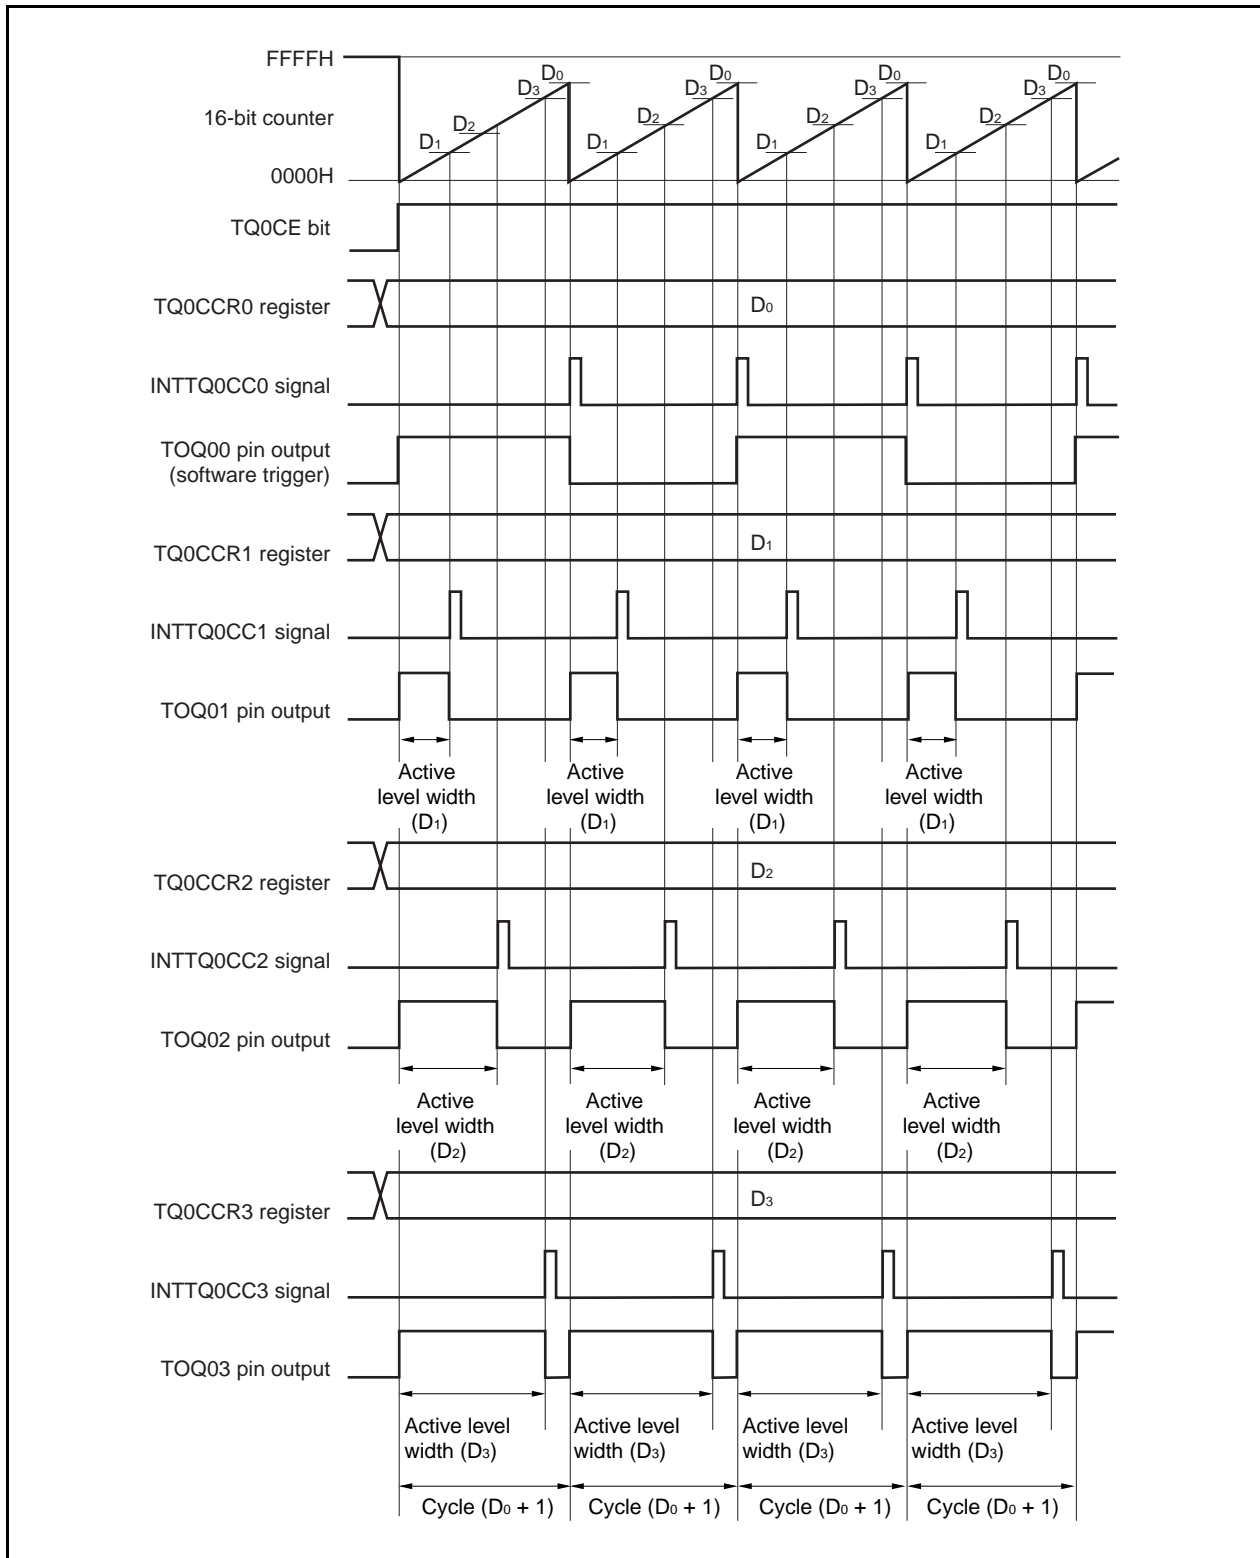 FFFFH
D0 D0 D0 D0
D3 D3 D3 D3
16-bit counter
D2 D2 D2 D2
D1 D1 D1 D1
0000H
TQ0CE bit
TQ0CCR0 register
D0
INTTQ0CC0 signal
TOQ00 pin output
(software trigger)
TQ0CCR1 register
D1
INTTQ0CC1 signal
TOQ01 pin output
Active
level width
(D1)
Active
level width
(D1)
Active
level width
(D1)
Active
level width
(D1)
TQ0CCR2 register
D2
INTTQ0CC2 signal
TOQ02 pin output
Active
level width
(D2)
Active
level width
(D2)
Active
level width
(D2)
Active
level width
(D2)
TQ0CCR3 register
D3
INTTQ0CC3 signal
TOQ03 pin output
Active level
width (D3)
Active level
width (D3)
Active level
width (D3)
Active level
width (D3)
Cycle (D0 + 1)
Cycle (D0 + 1)
Cycle (D0 + 1)
Cycle (D0 + 1)